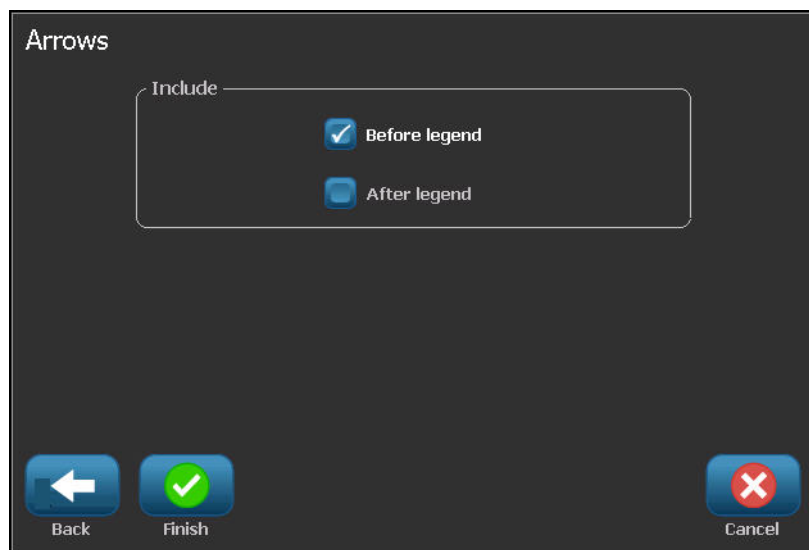 Arrows
Include
Before legend
After legend
Back Finish Cancel